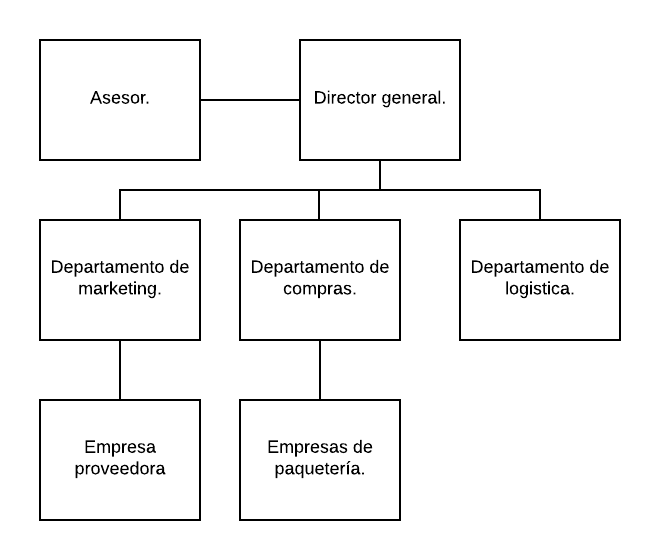 Asesor.
Director general.
Departamento de
marketing.
Departamento de
compras.
Departamento de
logistica.
Empresa
proveedora
Empresas de
paquetería.